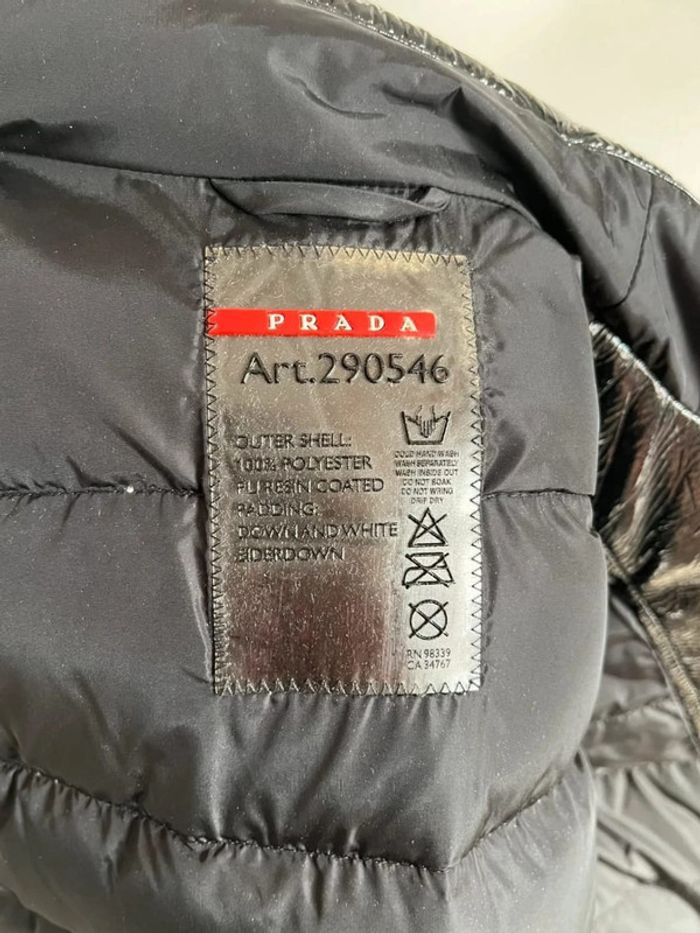 PRADA
Art.290546
OUTER SHELL:
100% POLYESTER
PU RESIN COATED
PADDING:
DOWN AND WHITE
EIDERDOWN
COLD HAND WASH
WASH SEPARATELY
WASH INSIDE OUT
DO NOT SOAK
DO NOT WRING
DRIP DRY
RN 98339
CA 34767